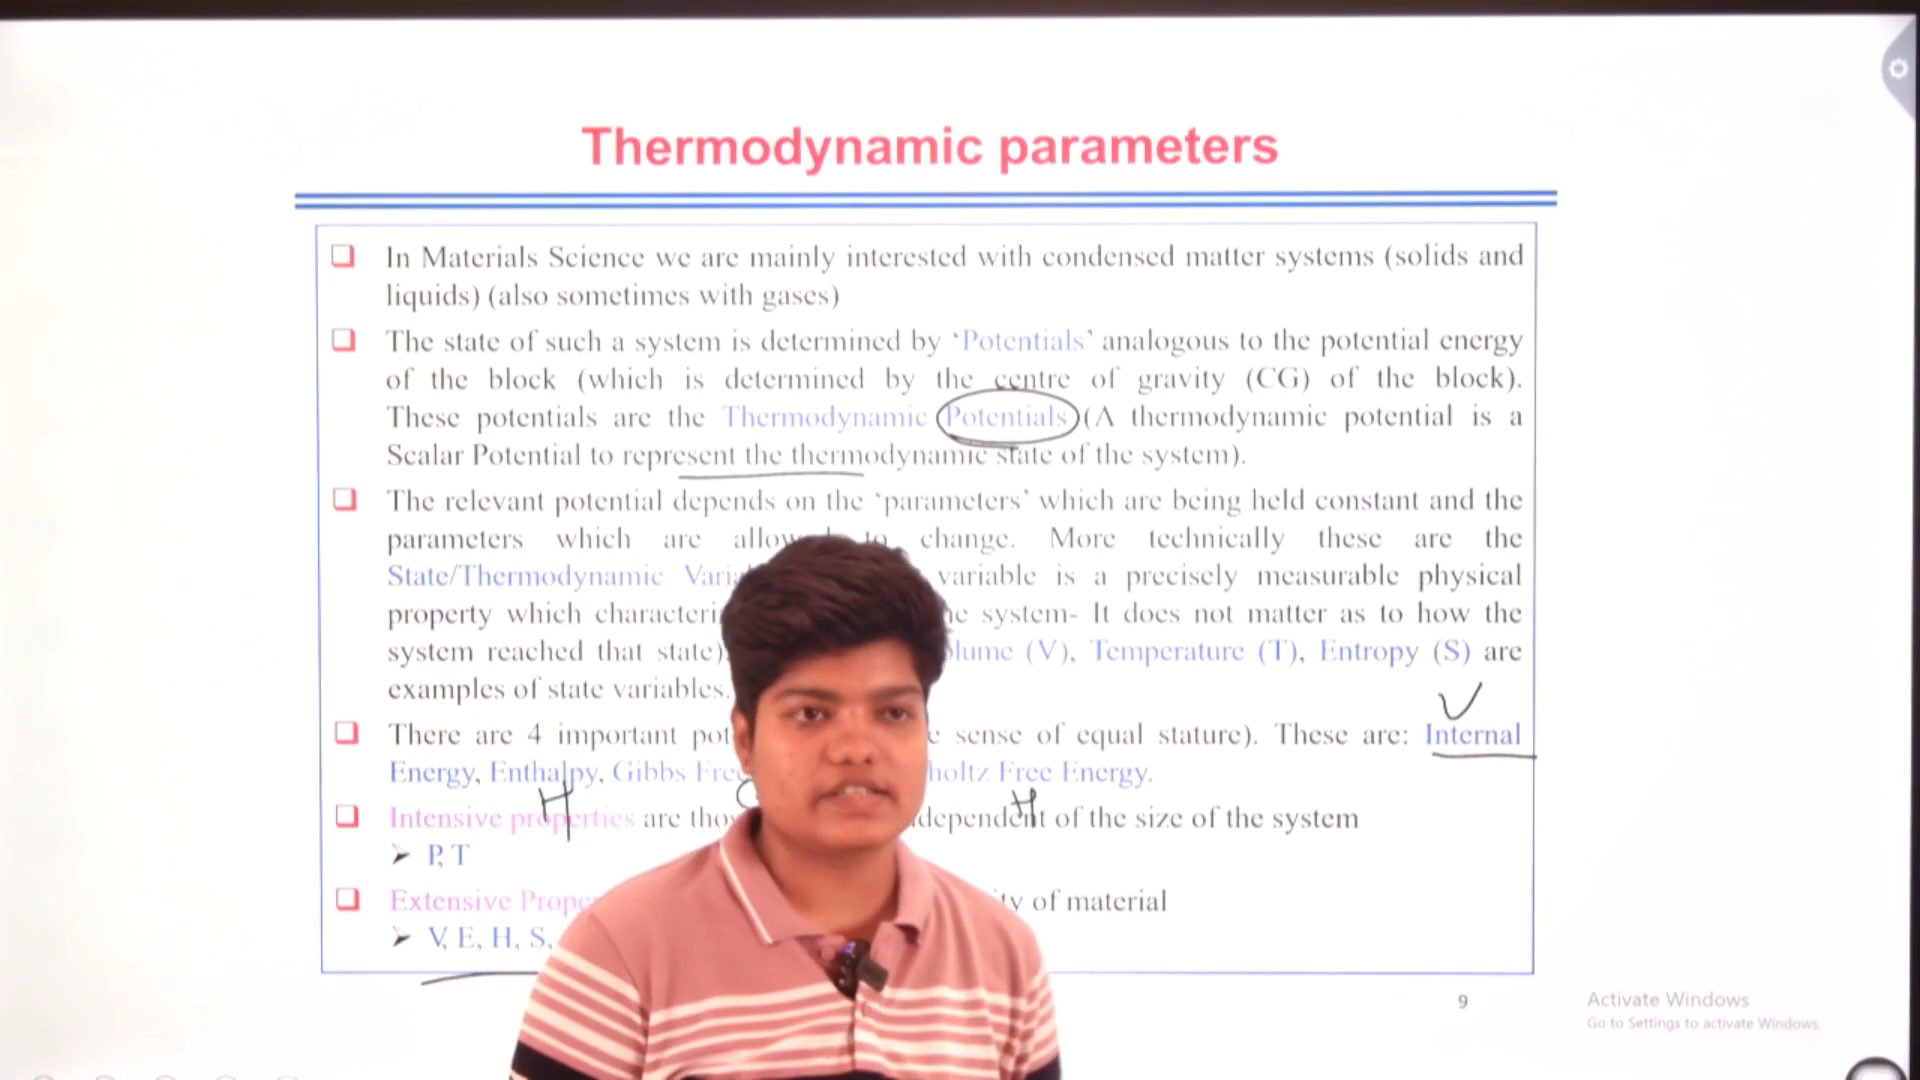 Thermodynamic parameters
In Materials Science we are mainly interested with condensed matter systems (solids and
liquids) (also sometimes with gases)
The state of such a system is determined by ‘Potentials’ analogous to the potential energy
of the block (which is determined by the centre of gravity (CG) of the block).
These potentials are the Thermodynamic Potentials (A thermodynamic potential is a
Scalar Potential to represent the thermodynamic state of the system).
The relevant potential depends on the ‘parameters’ which are being held constant and the
parameters which are to change. More technically these are the
State/Thermodynamic variable is a precisely measurable physical
property which system- It does not matter as to how the
system reached that state). (V), Temperature (T), Entropy (S) are
examples of state variables.
There are 4 important sense of equal stature). These are: Internal
Energy, Enthalpy, Gibbs Free Energy.
H H
Intensive properties are of the size of the system
➤ P, T
Extensive of material
➤ V, E, H, S,
9
Activate Windows
Go to Settings to activate Windows.